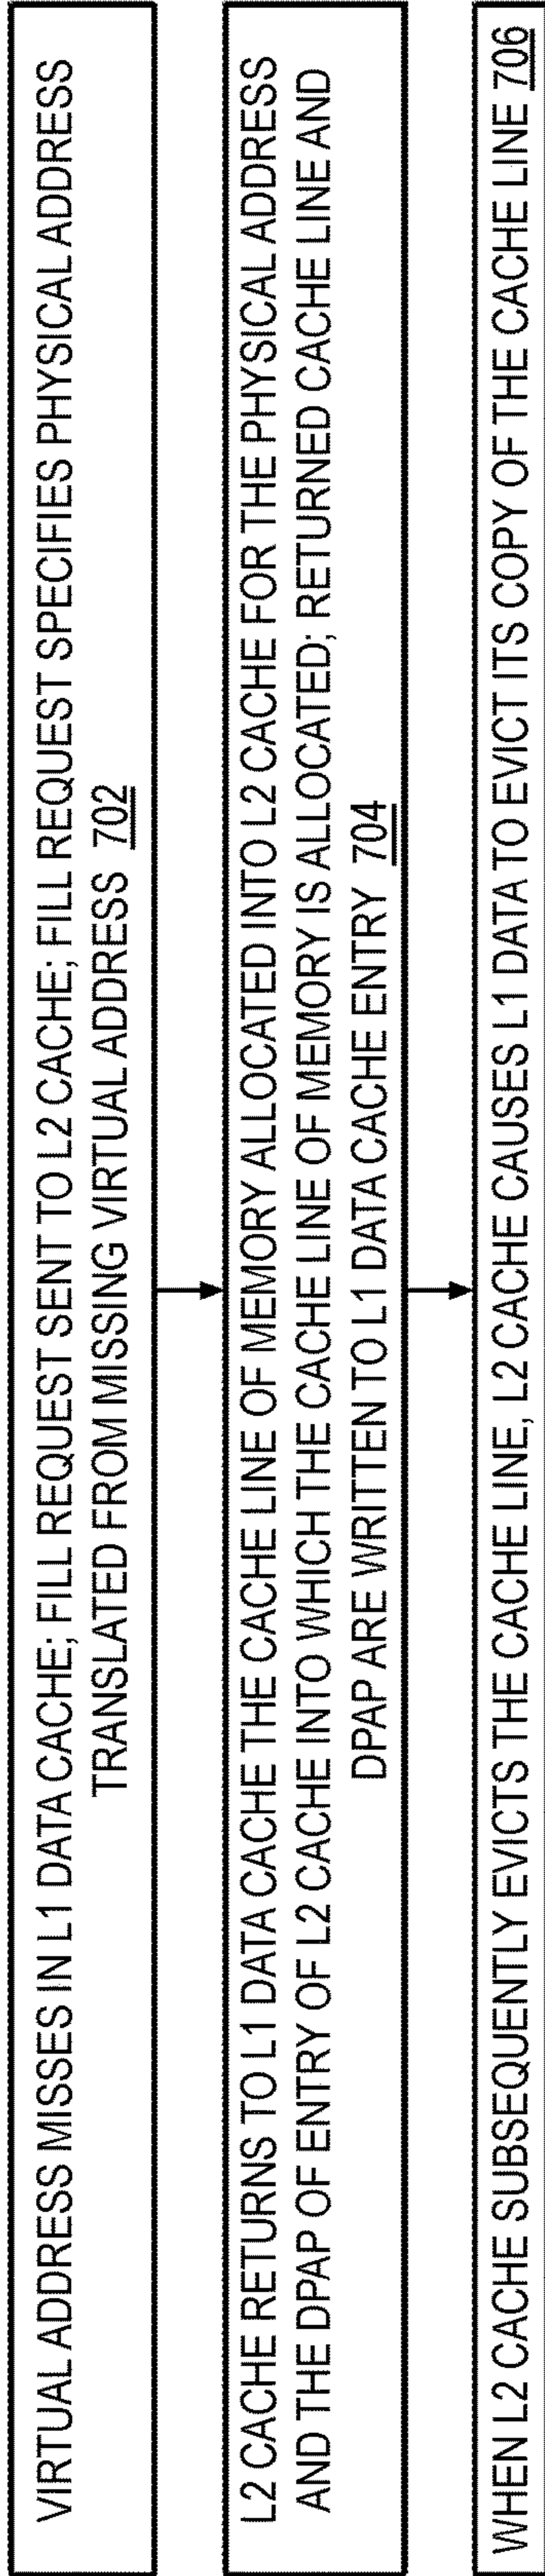 VIRTUAL ADDRESS MISSES IN L1 DATA CACHE; FILL REQUEST SENT TO L2 CACHE; FILL REQUEST SPECIFIES PHYSICAL ADDRESS
TRANSLATED FROM MISSING VIRTUAL ADDRESS 702
L2 CACHE RETURNS TO L1 DATA CACHE THE CACHE LINE OF MEMORY ALLOCATED INTO L2 CACHE FOR THE PHYSICAL ADDRESS
AND THE DPAP OF ENTRY OF L2 CACHE INTO WHICH THE CACHE LINE OF MEMORY IS ALLOCATED; RETURNED CACHE LINE AND
DPAP ARE WRITTEN TO L1 DATA CACHE ENTRY 704
WHEN L2 CACHE SUBSEQUENTLY EVICTS THE CACHE LINE, L2 CACHE CAUSES L1 DATA TO EVICT ITS COPY OF THE CACHE LINE 706